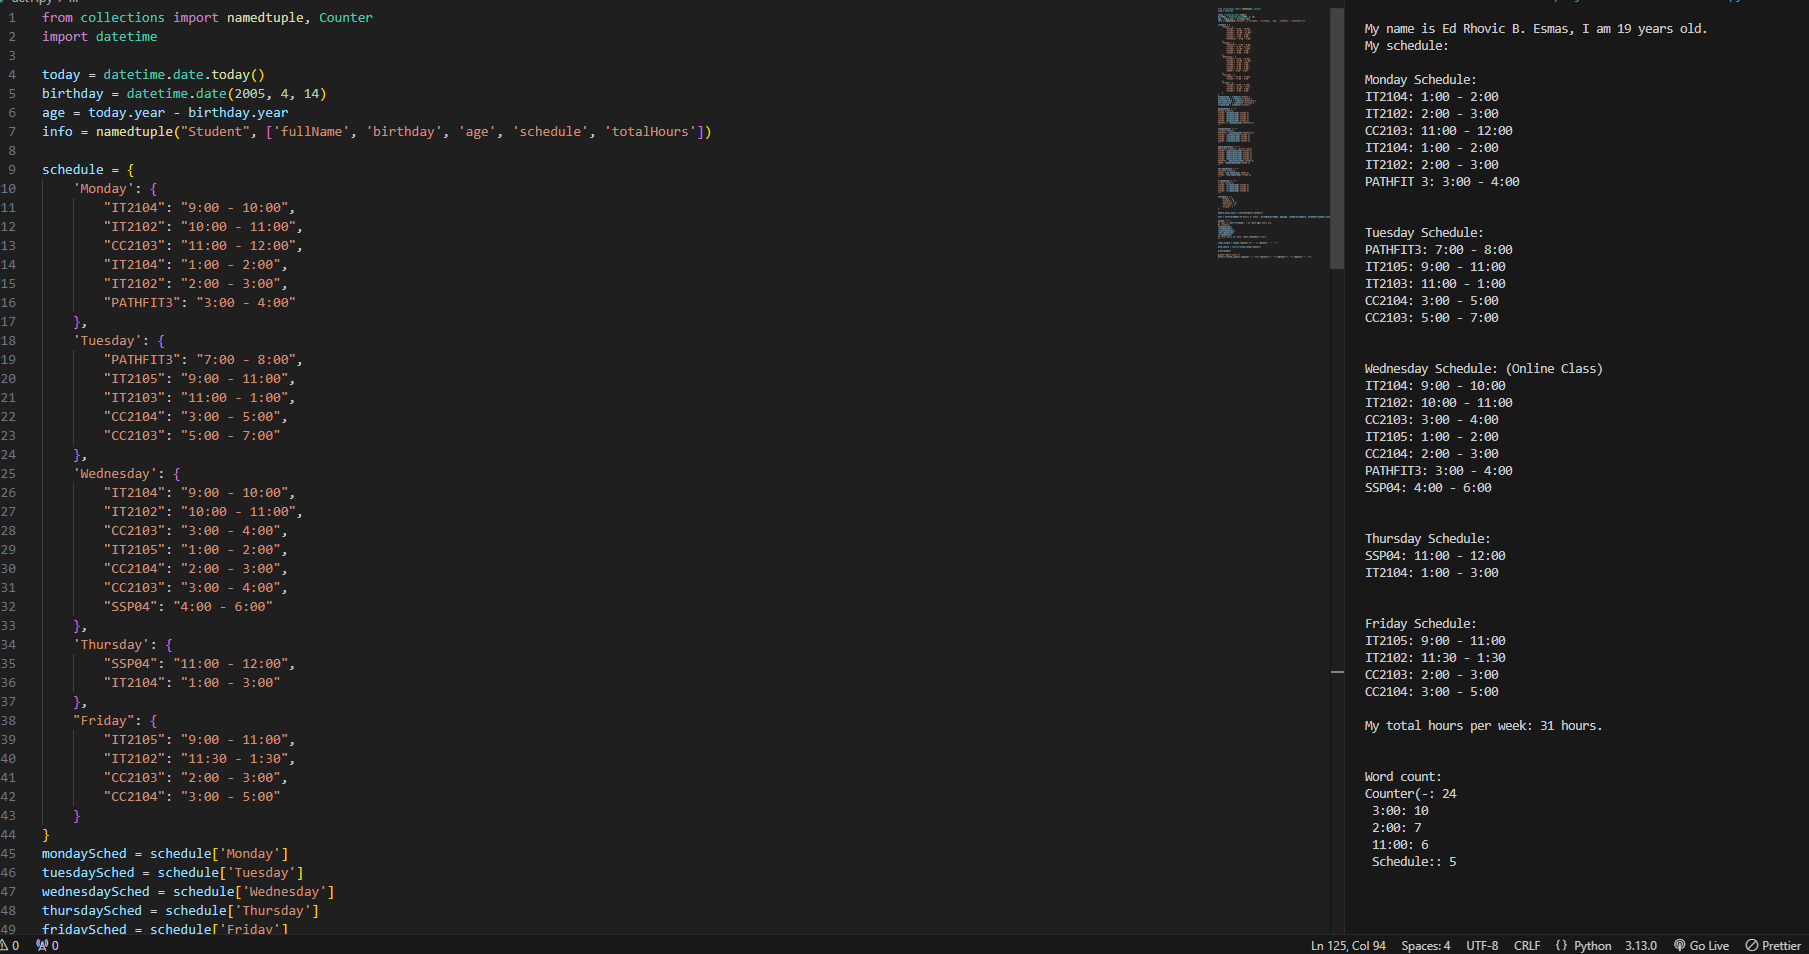 1 from collections import namedtuple, Counter
2 import datetime
3
4 today = datetime.date.today()
5 birthday = datetime.date(2005, 4, 14)
6 age = today.year - birthday.year
7 info = namedtuple("Student", ['fullName', 'birthday', 'age', 'schedule', 'totalHours'])
8
9 schedule = {
10 'Monday': {
11 "IT2104": "9:00 - 10:00",
12 "IT2102": "10:00 - 11:00",
13 "CC2103": "11:00 - 12:00",
14 "IT2104": "1:00 - 2:00",
15 "IT2102": "2:00 - 3:00",
16 "PATHFIT3": "3:00 - 4:00"
17 },
18 'Tuesday': {
19 "PATHFIT3": "7:00 - 8:00",
20 "IT2105": "9:00 - 11:00",
21 "IT2103": "11:00 - 1:00",
22 "CC2104": "3:00 - 5:00",
23 "CC2103": "5:00 - 7:00"
24 },
25 'Wednesday': {
26 "IT2104": "9:00 - 10:00",
27 "IT2102": "10:00 - 11:00",
28 "CC2103": "3:00 - 4:00",
29 "IT2105": "1:00 - 2:00",
30 "CC2104": "2:00 - 3:00",
31 "CC2103": "3:00 - 4:00",
32 "SSP04": "4:00 - 6:00"
33 },
34 'Thursday': {
35 "SSP04": "11:00 - 12:00",
36 "IT2104": "1:00 - 3:00"
37 },
38 "Friday": {
39 "IT2105": "9:00 - 11:00",
40 "IT2102": "11:30 - 1:30",
41 "CC2103": "2:00 - 3:00",
42 "CC2104": "3:00 - 5:00"
43 }
44 }
45 mondaySched = schedule['Monday']
46 tuesdaySched = schedule['Tuesday']
47 wednesdaySched = schedule['Wednesday']
48 thursdaySched = schedule['Thursday']
49 fridaySched = schedule['Friday']
My name is Ed Rhovic B. Esmas, I am 19 years old.
My schedule:
Monday Schedule:
IT2104: 1:00 - 2:00
IT2102: 2:00 - 3:00
CC2103: 11:00 - 12:00
IT2104: 1:00 - 2:00
IT2102: 2:00 - 3:00
PATHFIT 3: 3:00 - 4:00
Tuesday Schedule:
PATHFIT3: 7:00 - 8:00
IT2105: 9:00 - 11:00
IT2103: 11:00 - 1:00
CC2104: 3:00 - 5:00
CC2103: 5:00 - 7:00
Wednesday Schedule: (Online Class)
IT2104: 9:00 - 10:00
IT2102: 10:00 - 11:00
CC2103: 3:00 - 4:00
IT2105: 1:00 - 2:00
CC2104: 2:00 - 3:00
PATHFIT3: 3:00 - 4:00
SSP04: 4:00 - 6:00
Thursday Schedule:
SSP04: 11:00 - 12:00
IT2104: 1:00 - 3:00
Friday Schedule:
IT2105: 9:00 - 11:00
IT2102: 11:30 - 1:30
CC2103: 2:00 - 3:00
CC2104: 3:00 - 5:00
My total hours per week: 31 hours.
Word count:
Counter(-: 24
3:00: 10
2:00: 7
11:00: 6
Schedule:: 5
0 0 Ln 125, Col 94 Spaces: 4 UTF-8 CRLF {} Python 3.13.0 Go Live Prettier